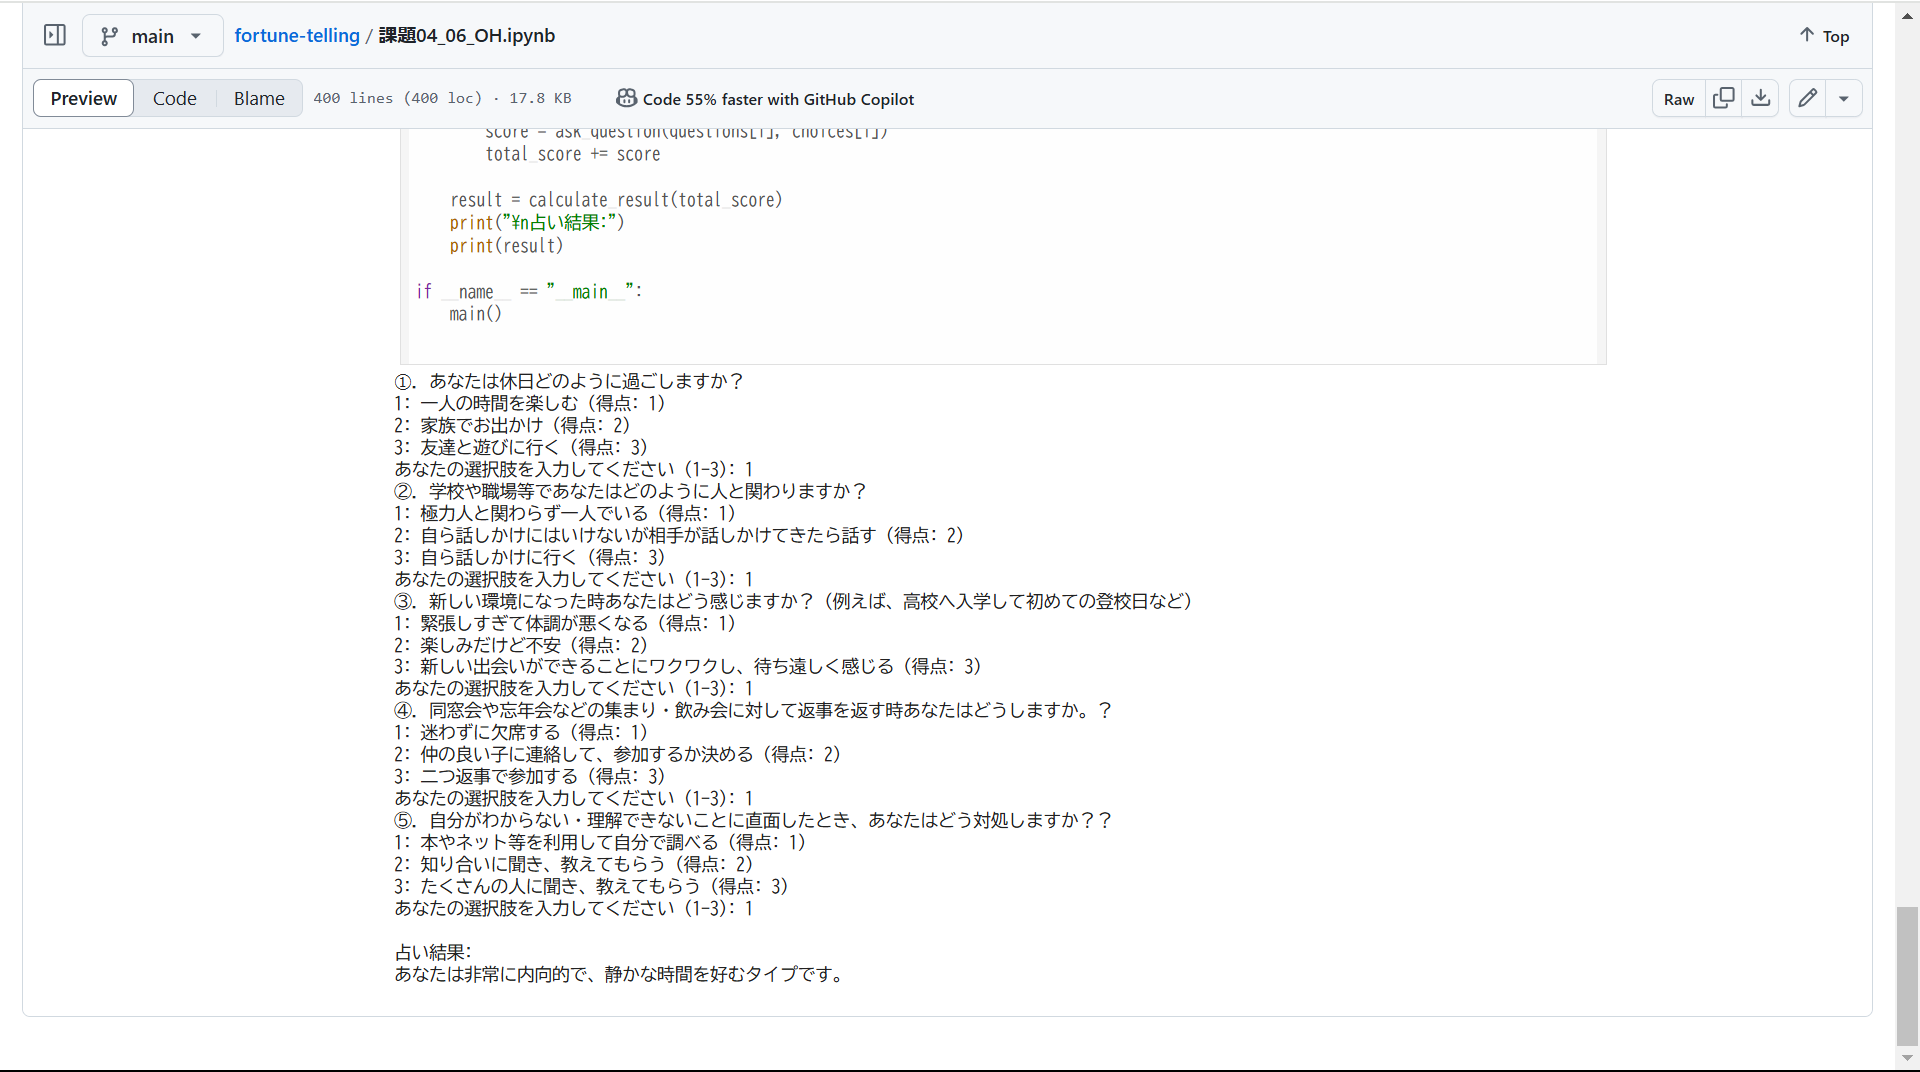 main
fortune-telling / 課題04_06_OH.ipynb
Top
Preview
Code
Blame
400 lines (400 loc) · 17.8 KB
Code 55% faster with GitHub Copilot
Raw
score = ask_question(questions[i], choices[i])
total_score += score
result = calculate_result(total_score)
print("¥n占い結果:")
print(result)
if __name__ == "__main__":
main()
①. あなたは休日どのように過ごしますか？
1: 一人の時間を楽しむ (得点: 1)
2: 家族でお出かけ (得点: 2)
3: 友達と遊びに行く (得点: 3)
あなたの選択肢を入力してください (1-3): 1
②. 学校や職場等であなたはどのように人と関わりますか？
1: 極力人と関わらず一人でいる (得点: 1)
2: 自ら話しかけにはいけないが相手が話しかけてきたら話す (得点: 2)
3: 自ら話しかけに行く (得点: 3)
あなたの選択肢を入力してください (1-3): 1
③. 新しい環境になった時あなたはどう感じますか？（例えば、高校へ入学して初めての登校日など）
1: 緊張しすぎて体調が悪くなる (得点: 1)
2: 楽しみだけど不安 (得点: 2)
3: 新しい出会いができることにワクワクし、待ち遠しく感じる (得点: 3)
あなたの選択肢を入力してください (1-3): 1
④. 同窓会や忘年会などの集まり・飲み会に対して返事を返す時あなたはどうしますか。？
1: 迷わずに欠席する (得点: 1)
2: 仲の良い子に連絡して、参加するか決める (得点: 2)
3: 二つ返事で参加する (得点: 3)
あなたの選択肢を入力してください (1-3): 1
⑤. 自分がわからない・理解できないことに直面したとき、あなたはどう対処しますか？？
1: 本やネット等を利用して自分で調べる (得点: 1)
2: 知り合いに聞き、教えてもらう (得点: 2)
3: たくさんの人に聞き、教えてもらう (得点: 3)
あなたの選択肢を入力してください (1-3): 1
占い結果:
あなたは非常に内向的で、静かな時間を好むタイプです。